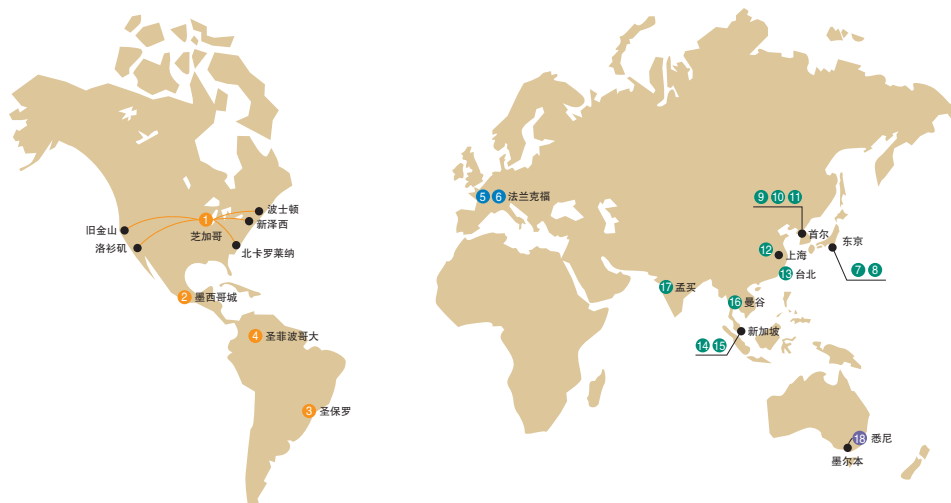 波士顿
1
新泽西
旧金山
芝加哥
洛杉矶
北卡罗莱纳
2 墨西哥城
4 圣菲波哥大
3 圣保罗
5 6 法兰克福
9 10 11
首尔
东京
12
上海
7 8
13 台北
17 孟买
16 曼谷
新加坡
14 15
18 悉尼
墨尔本